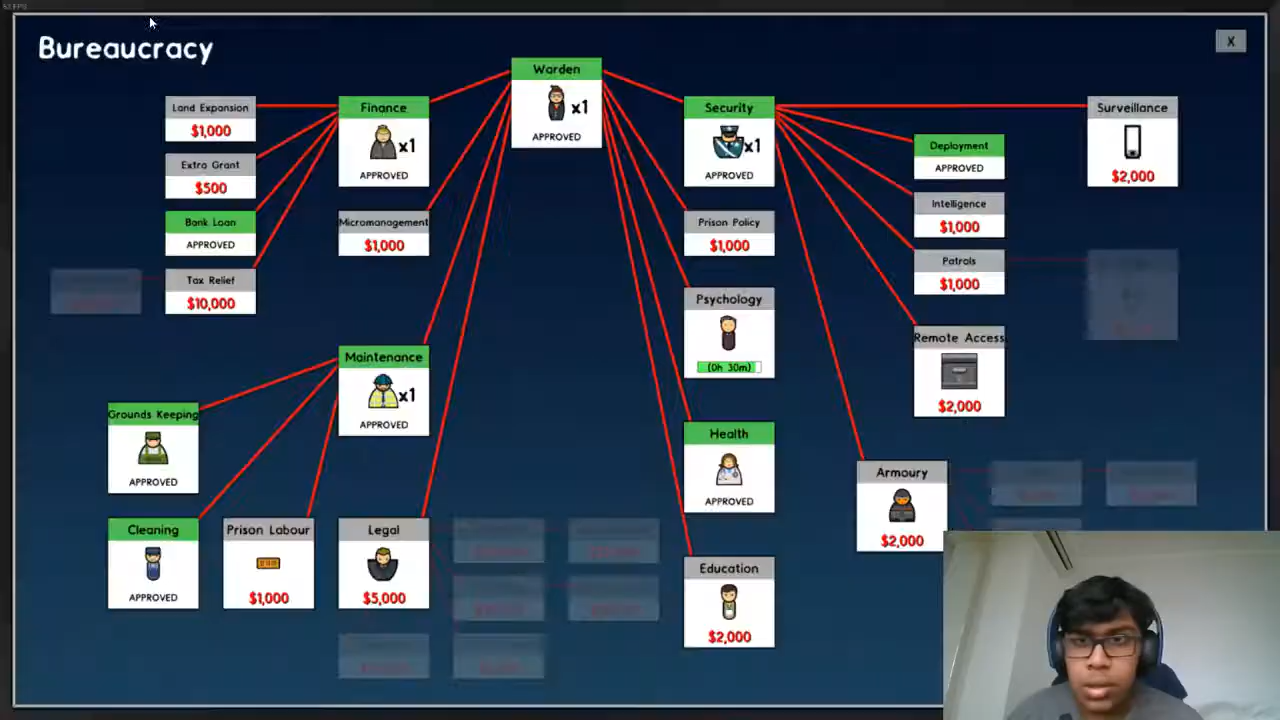 Bureaucracy
X
Warden
x1
APPROVED
Land Expansion
$1,000
Finance
x1
APPROVED
Security
x1
APPROVED
Surveillance
$2,000
Extra Grant
$500
Deployment
APPROVED
Bank Loan
APPROVED
Micromanagement
$1,000
Prison Policy
$1,000
Intelligence
$1,000
Tax Relief
$10,000
Patrols
$1,000
Psychology
(0h 30m)
Remote Access
$2,000
Maintenance
x1
APPROVED
Grounds Keeping
APPROVED
Health
APPROVED
Armoury
$2,000
Cleaning
APPROVED
Prison Labour
$1,000
Legal
$5,000
Education
$2,000